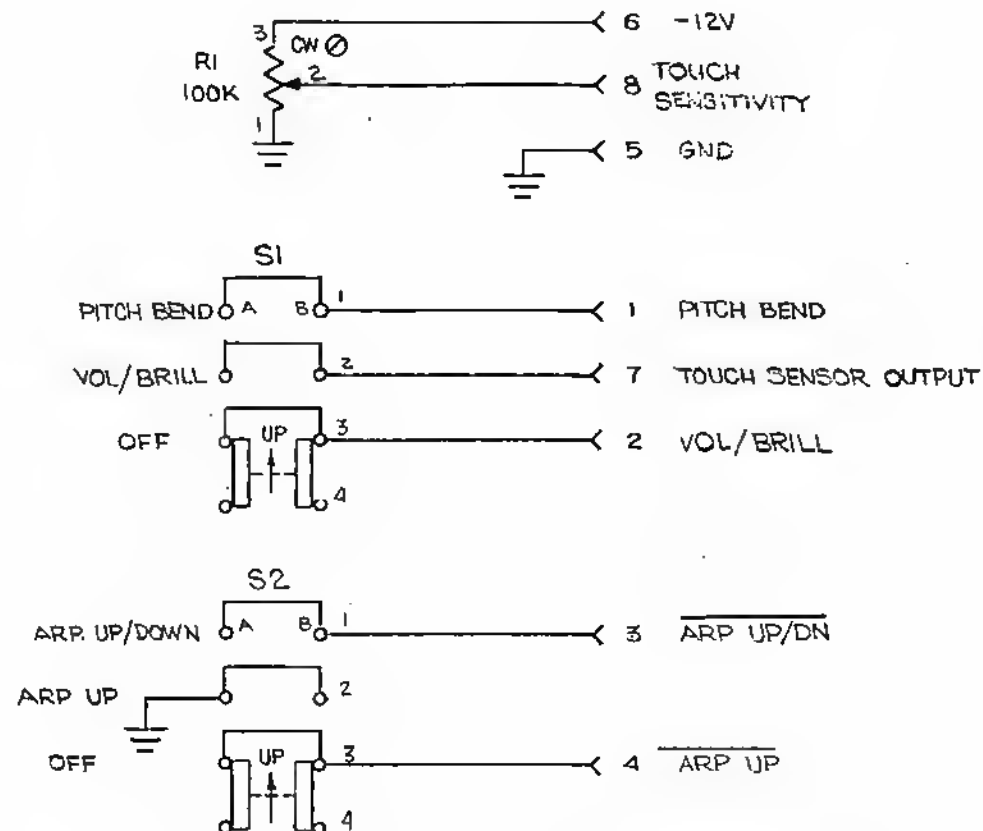 3 CW 6 -12V
R1 2 8 TOUCH
100K SENSITIVITY
1
5 GND
S1
PITCH BEND A B 1 1 PITCH BEND
VOL/BRILL 2 7 TOUCH SENSOR OUTPUT
OFF UP 3 2 VOL/BRILL
4
S2
ARP. UP/DOWN A B 1 3 ARP UP/DN
ARP UP 2
OFF UP 3 4 ARP UP
4